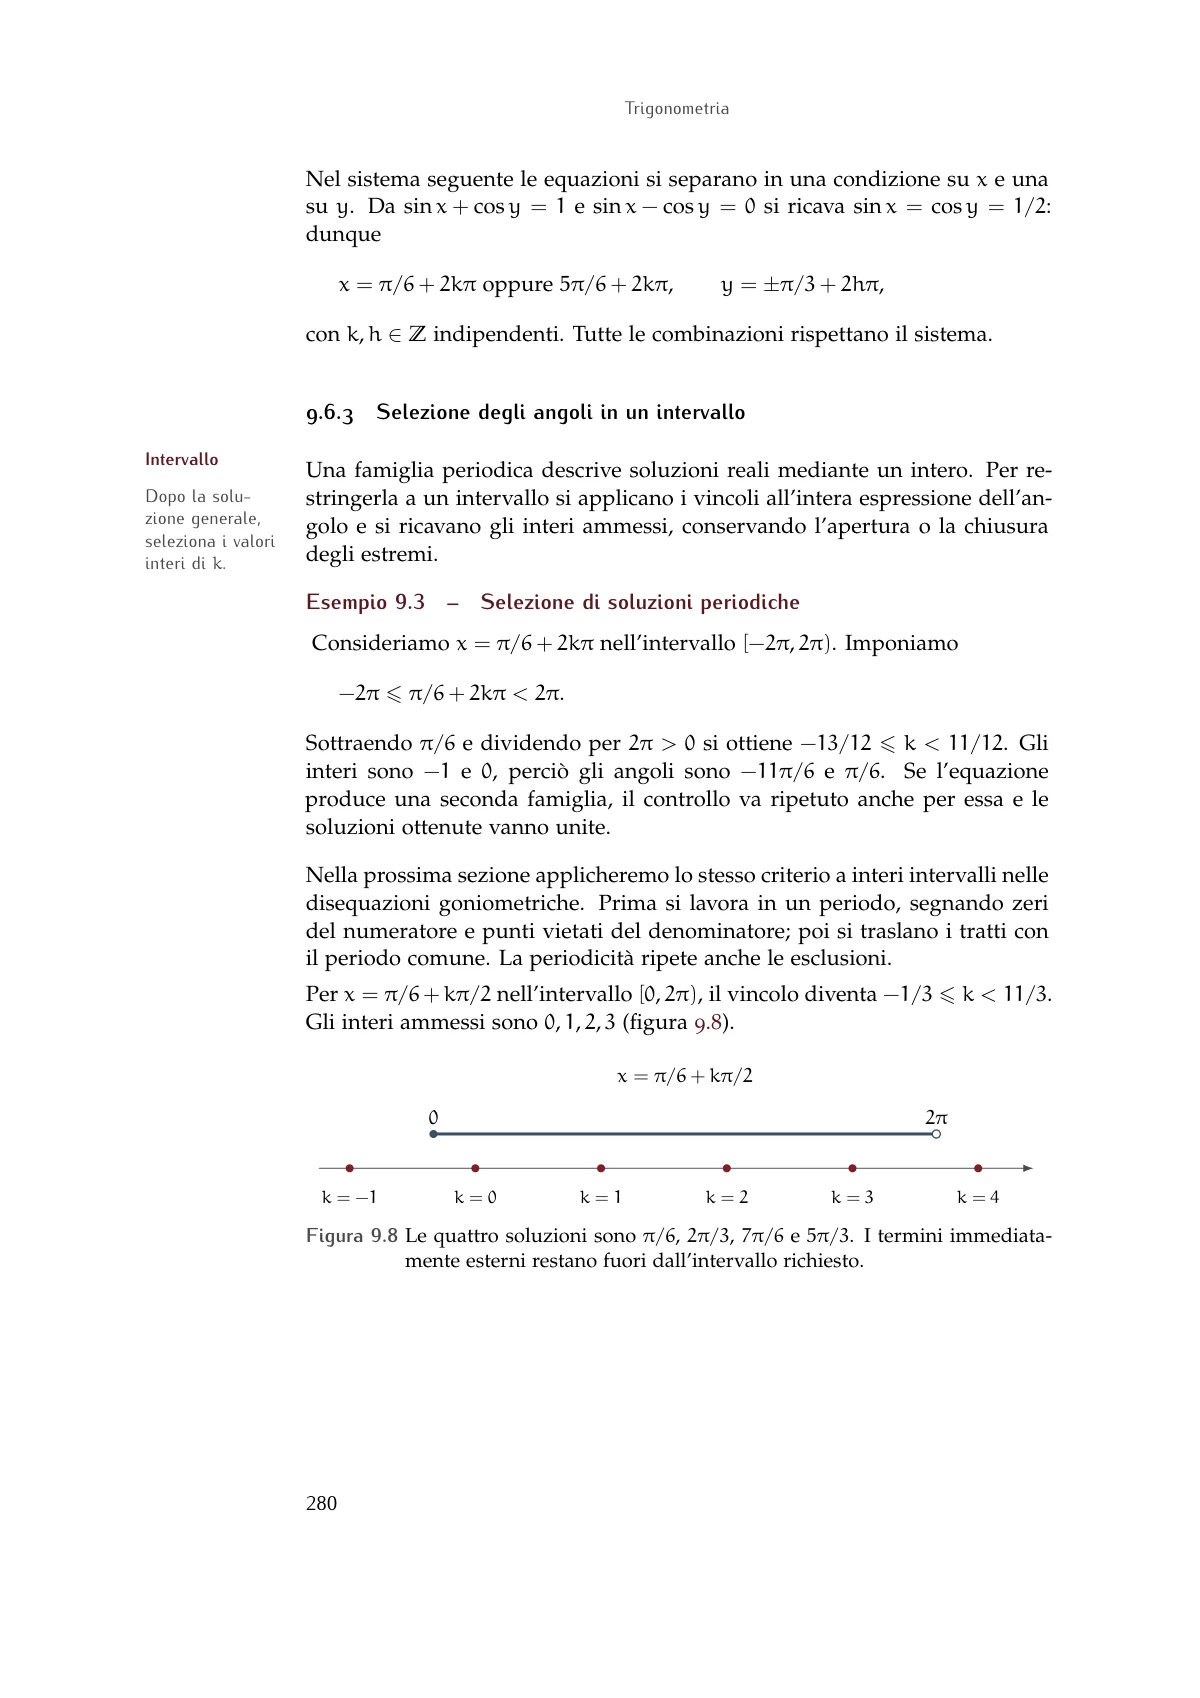 Trigonometria
Nel sistema seguente le equazioni si separano in una condizione su x e una
su y. Da sin x + cos y = 1 e sin x − cos y = 0 si ricava sin x = cos y = 1/2:
dunque
x = π/6 + 2kπ oppure 5π/6 + 2kπ, y = ±π/3 + 2hπ,
con k, h ∈ ℤ indipendenti. Tutte le combinazioni rispettano il sistema.
9.6.3 Selezione degli angoli in un intervallo
Intervallo
Dopo la solu-
zione generale,
seleziona i valori
interi di k.
Una famiglia periodica descrive soluzioni reali mediante un intero. Per re-
stringerla a un intervallo si applicano i vincoli all'intera espressione dell'an-
golo e si ricavano gli interi ammessi, conservando l'apertura o la chiusura
degli estremi.
Esempio 9.3 – Selezione di soluzioni periodiche
Consideriamo x = π/6 + 2kπ nell'intervallo [−2π, 2π). Imponiamo
−2π ⩽ π/6 + 2kπ < 2π.
Sottraendo π/6 e dividendo per 2π > 0 si ottiene −13/12 ⩽ k < 11/12. Gli
interi sono −1 e 0, perciò gli angoli sono −11π/6 e π/6. Se l'equazione
produce una seconda famiglia, il controllo va ripetuto anche per essa e le
soluzioni ottenute vanno unite.
Nella prossima sezione applicheremo lo stesso criterio a interi intervalli nelle
disequazioni goniometriche. Prima si lavora in un periodo, segnando zeri
del numeratore e punti vietati del denominatore; poi si traslano i tratti con
il periodo comune. La periodicità ripete anche le esclusioni.
Per x = π/6 + kπ/2 nell'intervallo [0, 2π), il vincolo diventa −1/3 ⩽ k < 11/3.
Gli interi ammessi sono 0, 1, 2, 3 (figura 9.8).
x = π/6 + kπ/2
0 2π
k = −1 k = 0 k = 1 k = 2 k = 3 k = 4
Figura 9.8 Le quattro soluzioni sono π/6, 2π/3, 7π/6 e 5π/3. I termini immediata-
mente esterni restano fuori dall'intervallo richiesto.
280